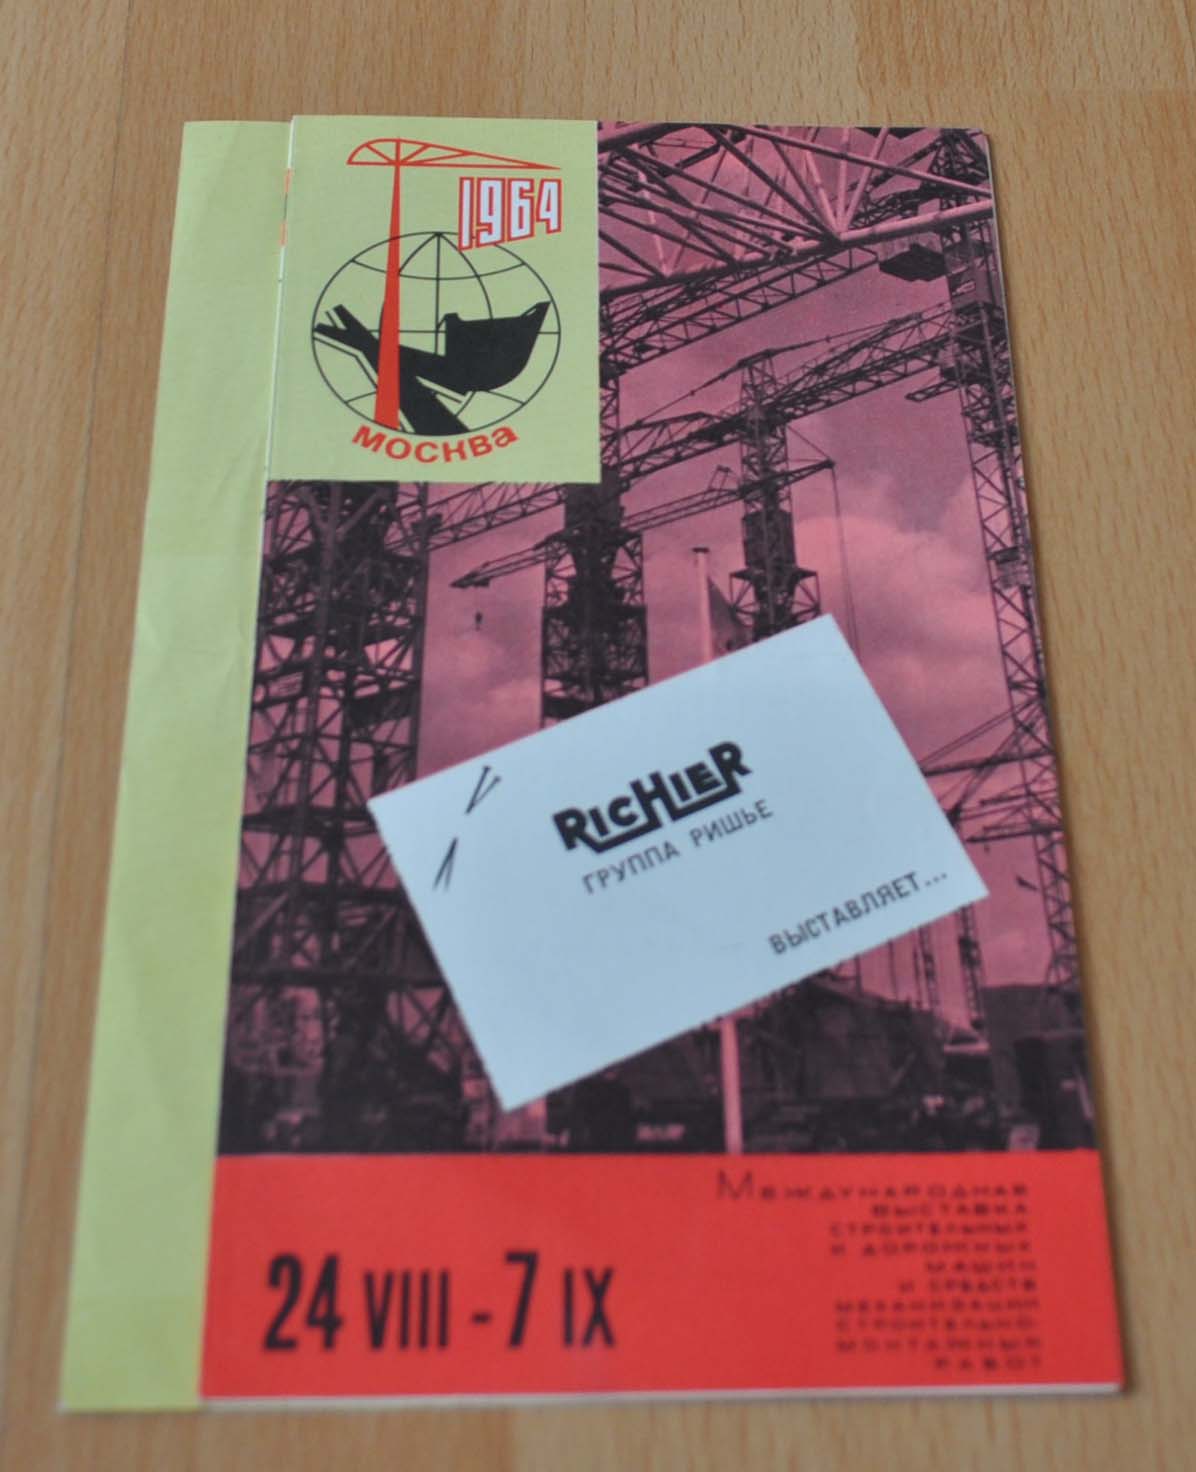 1964
МОСКВА
RICHIER
ГРУППА РИШЬЕ
ВЫСТАВЛЯЕТ...
24 VIII - 7 IX
МЕЖДУНАРОДНАЯ
ВЫСТАВКА
СТРОИТЕЛЬНЫХ
И ДОРОЖНЫХ
МАШИН
И СРЕДСТВ
МЕХАНИЗАЦИИ
СТРОИТЕЛЬНО-
МОНТАЖНЫХ
РАБОТ